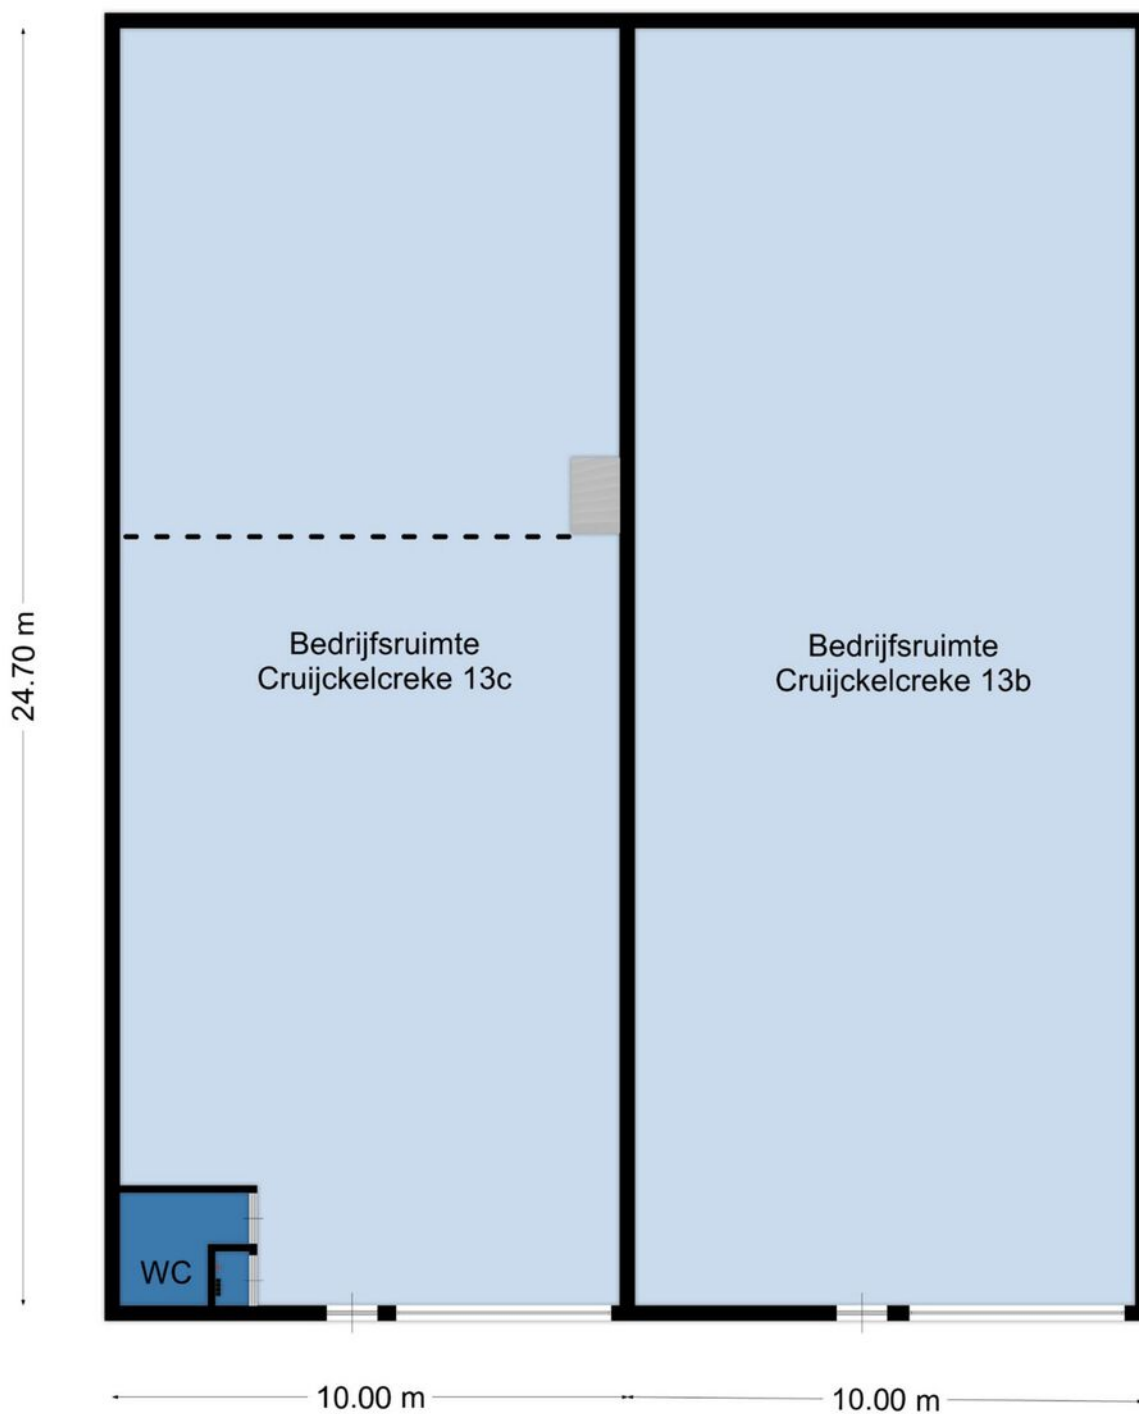 24.70 m
Bedrijfsruimte
Cruijckelcreke 13c
Bedrijfsruimte
Cruijckelcreke 13b
WC
10.00 m
10.00 m